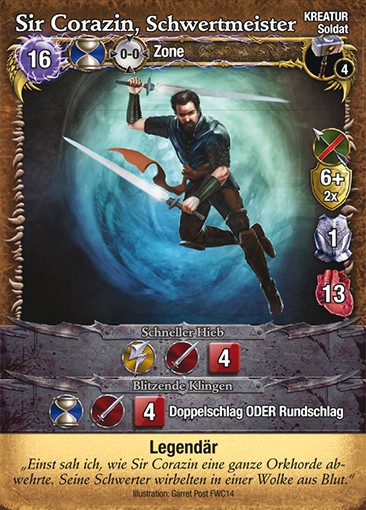 Sir Corazin, Schwertmeister
KREATUR
Soldat
16
0-0 Zone
4
6+
2x
1
13
Schneller Hieb
4
Blitzende Klingen
4 Doppelschlag ODER Rundschlag
Legendär
„Einst sah ich, wie Sir Corazin eine ganze Orkhorde ab-
wehrte. Seine Schwerter wirbelten in einer Wolke aus Blut.“
Illustration: Garret Post FWC14